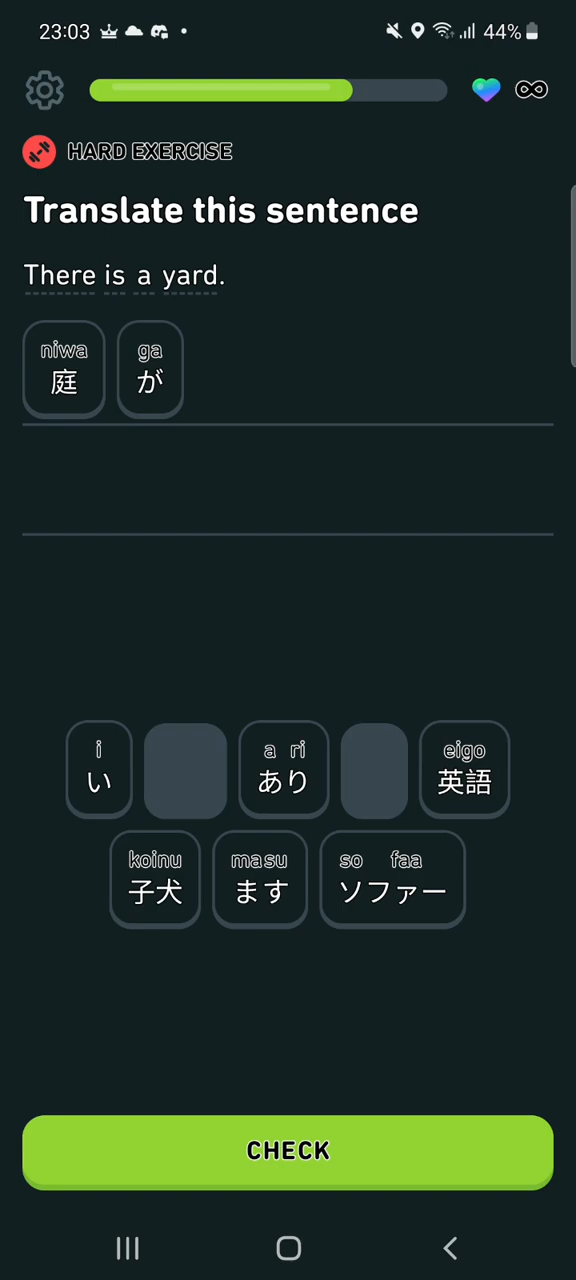 23:03 44%
HARD EXERCISE
Translate this sentence
There is a yard.
niwa ga
庭 が
i a ri eigo
い あり 英語
koinu masu so faa
子犬 ます ソファー
CHECK